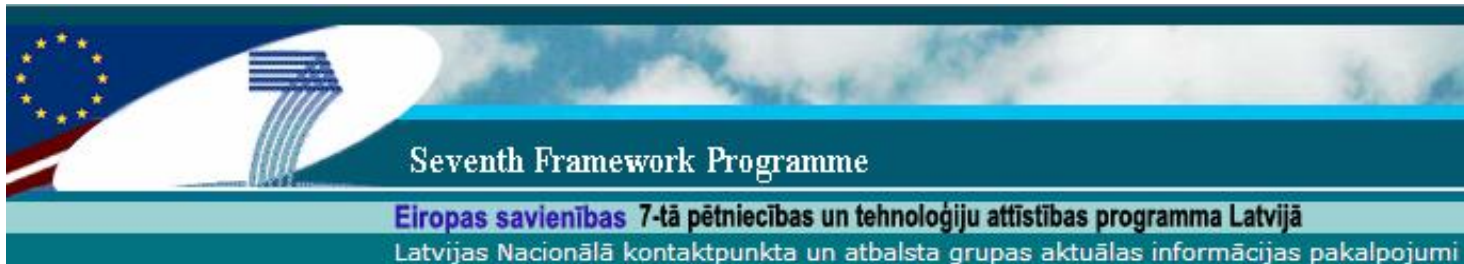 7
Seventh Framework Programme
Eiropas savienības 7-tā pētniecības un tehnoloģiju attīstības programma Latvijā
Latvijas Nacionālā kontaktpunkta un atbalsta grupas aktuālas informācijas pakalpojumi